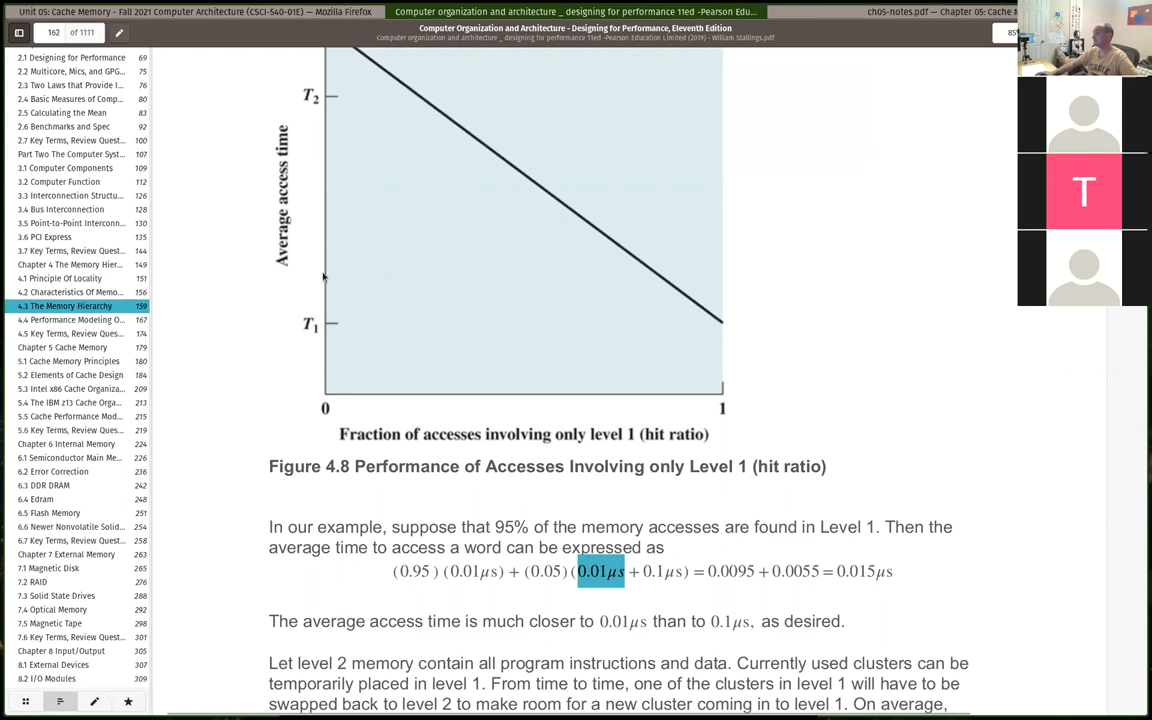 Unit 05: Cache Memory - Fall 2021 Computer Architecture (CSCI-540-01E) — Mozilla Firefox
Computer organization and architecture _ designing for performance 11ed -Pearson Edu...
ch05-notes.pdf — Chapter 05: Cache M
162 of 1111
Computer Organization and Architecture - Designing for Performance, Eleventh Edition
Computer organization and architecture _ designing for performance 11ed -Pearson Education Limited (2019) - William Stallings.pdf
85
2.1 Designing for Performance 69
2.2 Multicore, Mics, and GPG... 75
2.3 Two Laws that Provide I... 76
2.4 Basic Measures of Comp... 80
2.5 Calculating the Mean 83
2.6 Benchmarks and Spec 92
2.7 Key Terms, Review Quest... 100
Part Two The Computer Syst... 107
3.1 Computer Components 109
3.2 Computer Function 112
3.3 Interconnection Structu... 126
3.4 Bus Interconnection 128
3.5 Point-to-Point Interconn... 130
3.6 PCI Express 135
3.7 Key Terms, Review Quest... 144
Chapter 4 The Memory Hier... 149
4.1 Principle Of Locality 151
4.2 Characteristics Of Memo... 156
4.3 The Memory Hierarchy 159
4.4 Performance Modeling O... 167
4.5 Key Terms, Review Ques... 174
Chapter 5 Cache Memory 179
5.1 Cache Memory Principles 180
5.2 Elements of Cache Design 184
5.3 Intel x86 Cache Organiza... 209
5.4 The IBM z13 Cache Orga... 213
5.5 Cache Performance Mod... 215
5.6 Key Terms, Review Ques... 219
Chapter 6 Internal Memory 224
6.1 Semiconductor Main Me... 226
6.2 Error Correction 236
6.3 DDR DRAM 242
6.4 Edram 248
6.5 Flash Memory 251
6.6 Newer Nonvolatile Solid... 254
6.7 Key Terms, Review Quest... 258
Chapter 7 External Memory 263
7.1 Magnetic Disk 265
7.2 RAID 276
7.3 Solid State Drives 288
7.4 Optical Memory 292
7.5 Magnetic Tape 298
7.6 Key Terms, Review Quest... 301
Chapter 8 Input/Output 305
8.1 External Devices 307
8.2 I/O Modules 309
T2
Average access time
T1
0 1
Fraction of accesses involving only level 1 (hit ratio)
Figure 4.8 Performance of Accesses Involving only Level 1 (hit ratio)
In our example, suppose that 95% of the memory accesses are found in Level 1. Then the
average time to access a word can be expressed as
(0.95 ) (0.01μs) + (0.05) (0.01μs + 0.1μs) = 0.0095 + 0.0055 = 0.015μs
The average access time is much closer to 0.01μs than to 0.1μs, as desired.
Let level 2 memory contain all program instructions and data. Currently used clusters can be
temporarily placed in level 1. From time to time, one of the clusters in level 1 will have to be
swapped back to level 2 to make room for a new cluster coming in to level 1. On average,
T